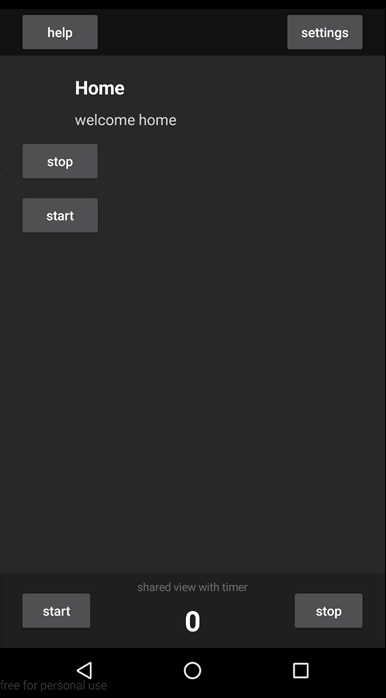 help settings
Home
welcome home
stop
start
shared view with timer
start 0 stop
free for personal use